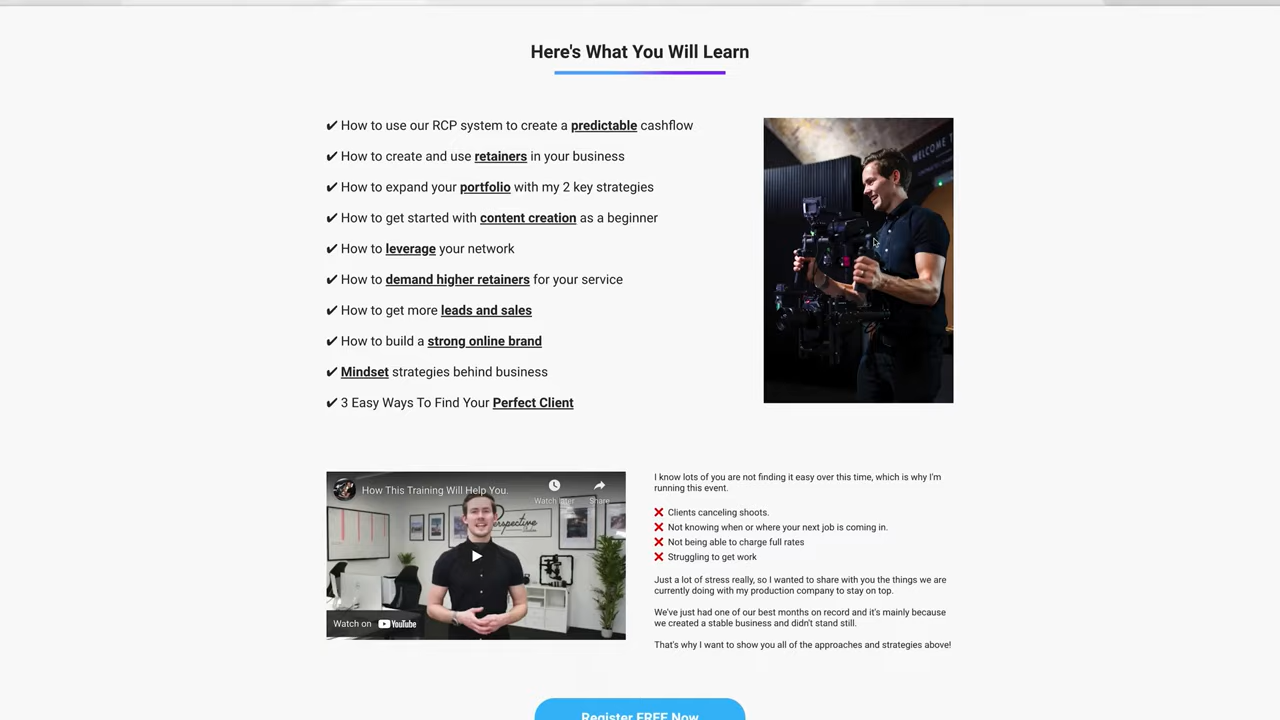 Here's What You Will Learn
✔ How to use our RCP system to create a predictable cashflow
✔ How to create and use retainers in your business
✔ How to expand your portfolio with my 2 key strategies
✔ How to get started with content creation as a beginner
✔ How to leverage your network
✔ How to demand higher retainers for your service
✔ How to get more leads and sales
✔ How to build a strong online brand
✔ Mindset strategies behind business
✔ 3 Easy Ways To Find Your Perfect Client
WELCOME T
How This Training Will Help You.
Watch later
Share
Perspective
Watch on YouTube
I know lots of you are not finding it easy over this time, which is why I'm
running this event.
❌ Clients canceling shoots.
❌ Not knowing when or where your next job is coming in.
❌ Not being able to charge full rates
❌ Struggling to get work
Just a lot of stress really, so I wanted to share with you the things we are
currently doing with my production company to stay on top.
We've just had one of our best months on record and it's mainly because
we created a stable business and didn't stand still.
That's why I want to show you all of the approaches and strategies above!
Register FREE Now